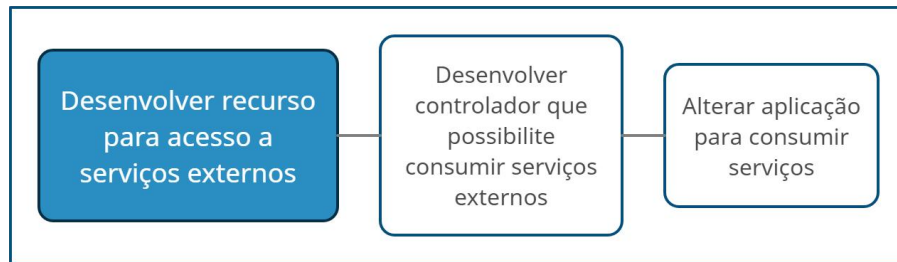 Desenvolver recurso
para acesso a
serviços externos
Desenvolver
controlador que
possibilite
consumir serviços
externos
Alterar aplicação
para consumir
serviços